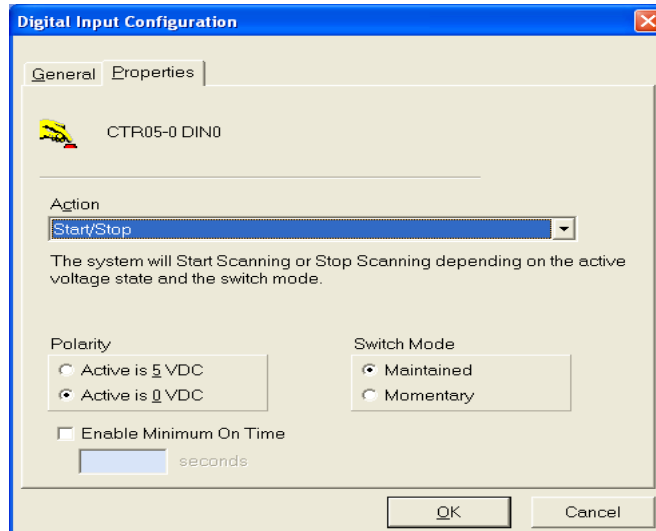 Digital Input Configuration
General Properties
CTR05-0 DIN0
Action
Start/Stop
The system will Start Scanning or Stop Scanning depending on the active
voltage state and the switch mode.
Polarity
Active is 5 VDC
Active is 0 VDC
Switch Mode
Maintained
Momentary
Enable Minimum On Time
seconds
OK Cancel